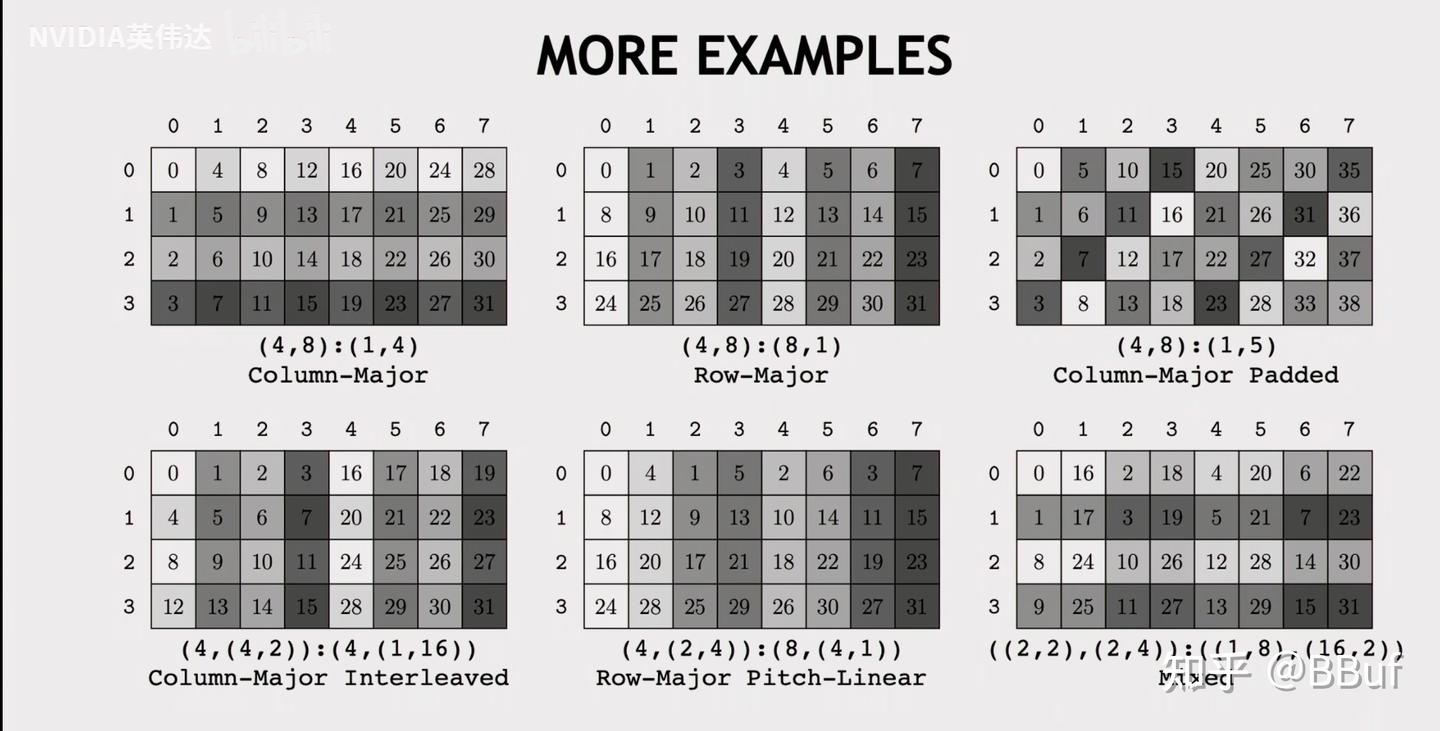 NVIDIA英伟达 bilibili
MORE EXAMPLES
0 1 2 3 4 5 6 7
0 0 4 8 12 16 20 24 28
1 1 5 9 13 17 21 25 29
2 2 6 10 14 18 22 26 30
3 3 7 11 15 19 23 27 31
(4,8):(1,4)
Column-Major
0 1 2 3 4 5 6 7
0 0 1 2 3 4 5 6 7
1 8 9 10 11 12 13 14 15
2 16 17 18 19 20 21 22 23
3 24 25 26 27 28 29 30 31
(4,8):(8,1)
Row-Major
0 1 2 3 4 5 6 7
0 0 5 10 15 20 25 30 35
1 1 6 11 16 21 26 31 36
2 2 7 12 17 22 27 32 37
3 3 8 13 18 23 28 33 38
(4,8):(1,5)
Column-Major Padded
0 1 2 3 4 5 6 7
0 0 1 2 3 16 17 18 19
1 4 5 6 7 20 21 22 23
2 8 9 10 11 24 25 26 27
3 12 13 14 15 28 29 30 31
(4,(4,2)):(4,(1,16))
Column-Major Interleaved
0 1 2 3 4 5 6 7
0 0 4 1 5 2 6 3 7
1 8 12 9 13 10 14 11 15
2 16 20 17 21 18 22 19 23
3 24 28 25 29 26 30 27 31
(4,(2,4)):(8,(4,1))
Row-Major Pitch-Linear
0 1 2 3 4 5 6 7
0 0 16 2 18 4 20 6 22
1 1 17 3 19 5 21 7 23
2 8 24 10 26 12 28 14 30
3 9 25 11 27 13 29 15 31
((2,2),(2,4)):((1,8),(16,2))
Mixed
知乎 @BBuf